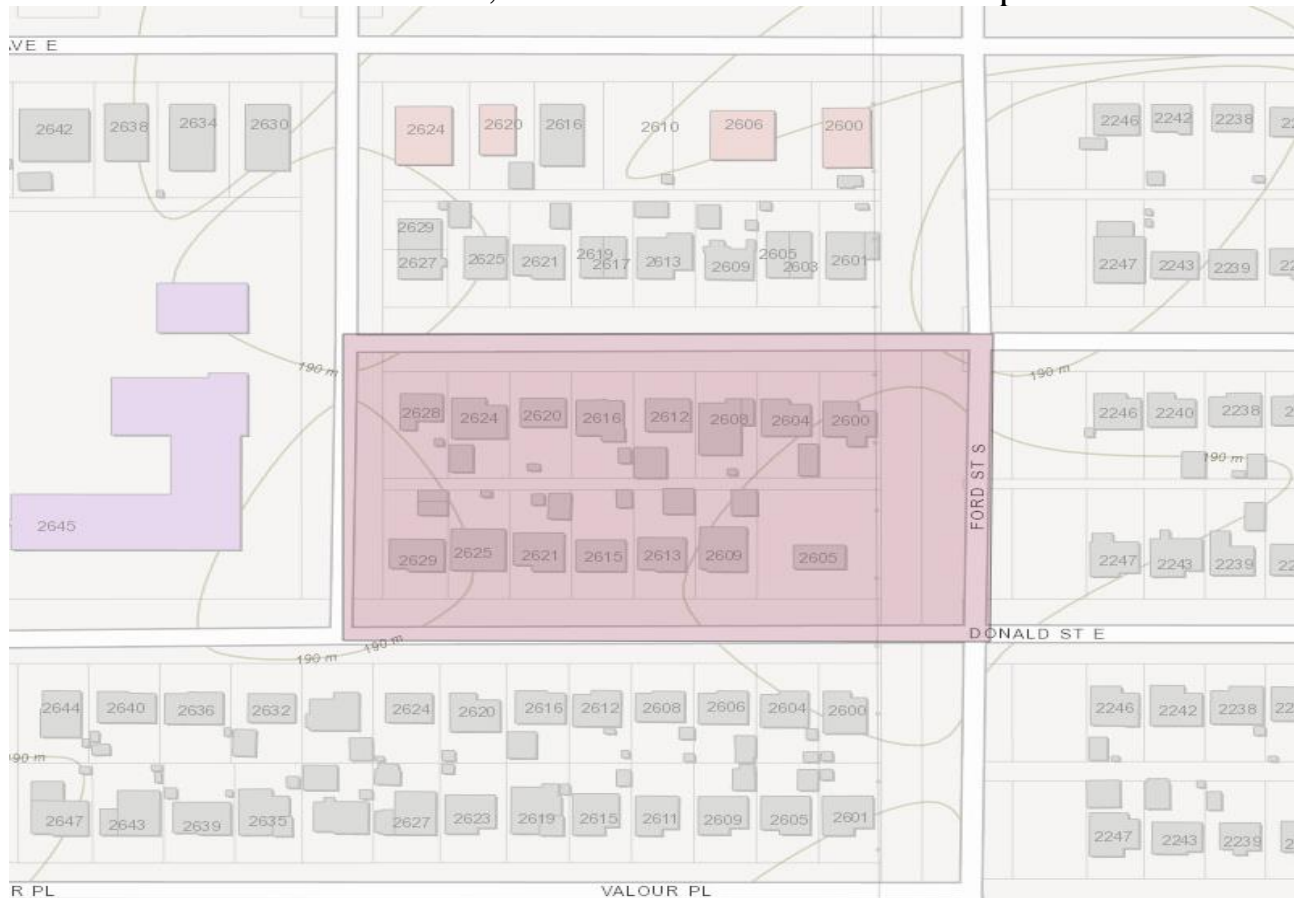 VE E
2642 2638 2634 2630 2624 2620 2616 2610 2606 2600 2246 2242 2238
2629
2627 2625 2621 2619 2617 2613 2609 2605 2603 2601 2247 2243 2239
190 m 190 m
2628 2624 2620 2616 2612 2608 2604 2600 2246 2240 2238
190 m
FORD ST S
2645
2629 2625 2621 2615 2613 2609 2605 2247 2243 2239
DONALD ST E
190 m 190 m
2644 2640 2636 2632 2624 2620 2616 2612 2608 2606 2604 2600 2246 2242 2238
90 m
2647 2643 2639 2635 2627 2623 2619 2615 2611 2609 2605 2601 2247 2243 2239
R PL VALOUR PL